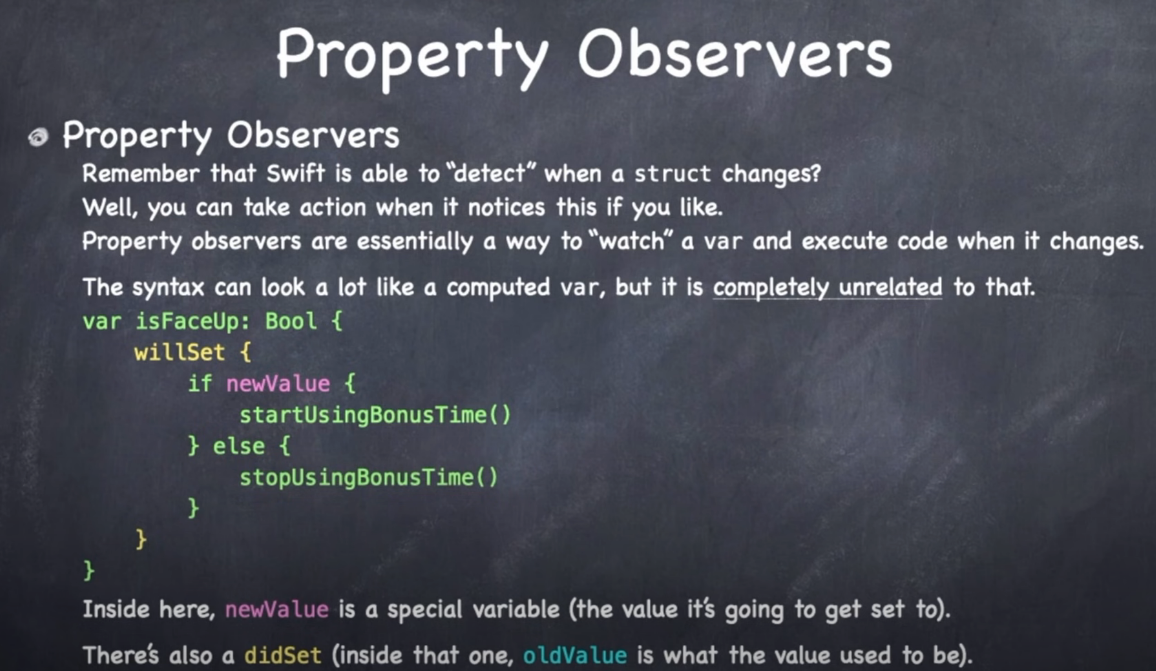 Property Observers
Property Observers
Remember that Swift is able to “detect” when a struct changes?
Well, you can take action when it notices this if you like.
Property observers are essentially a way to “watch” a var and execute code when it changes.
The syntax can look a lot like a computed var, but it is completely unrelated to that.
var isFaceUp: Bool {
    willSet {
        if newValue {
            startUsingBonusTime()
        } else {
            stopUsingBonusTime()
        }
    }
}
Inside here, newValue is a special variable (the value it’s going to get set to).
There’s also a didSet (inside that one, oldValue is what the value used to be).